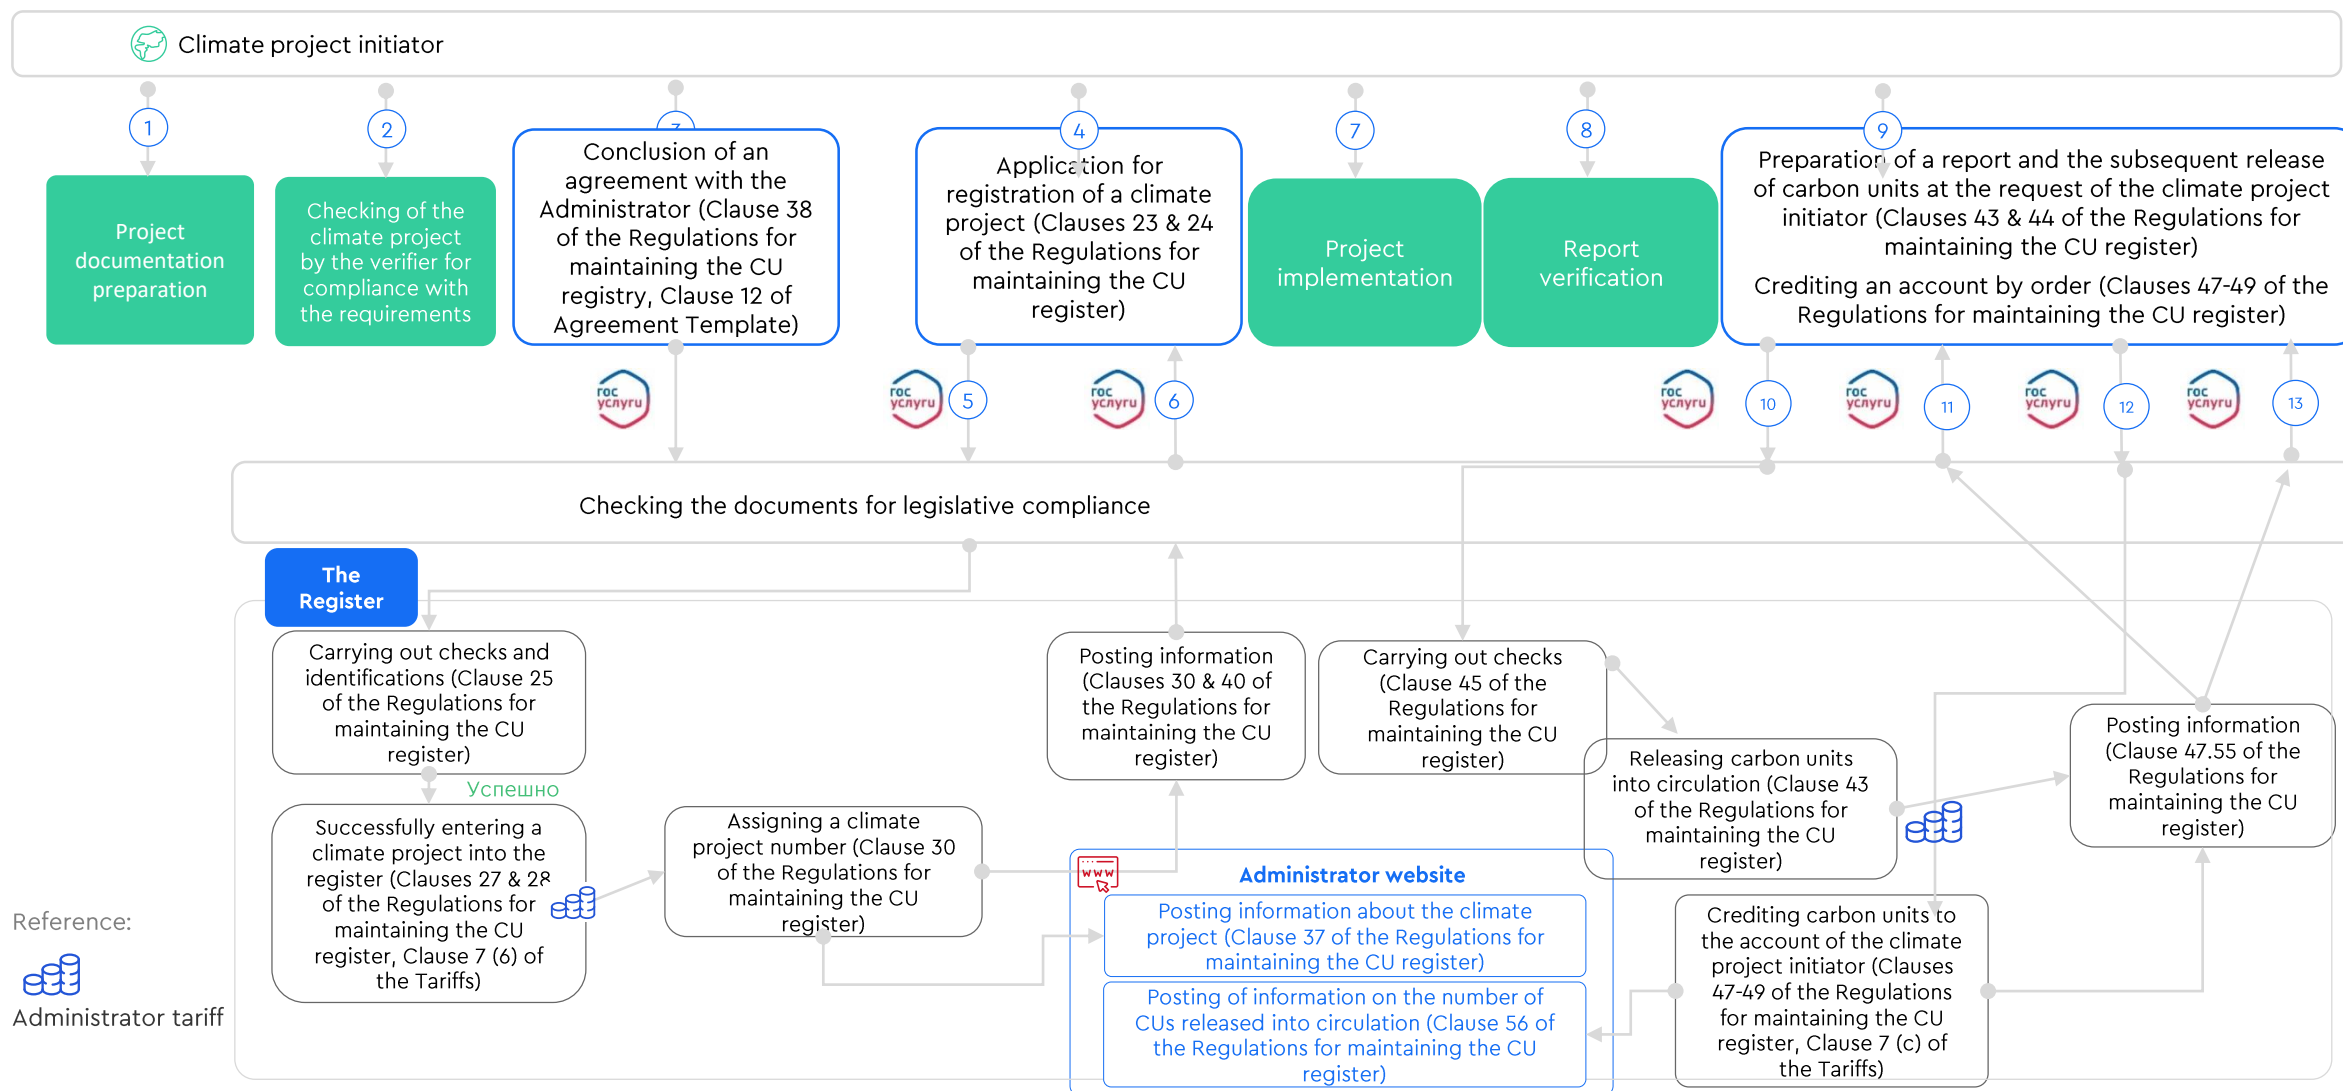 Climate project initiator
1
2
3
4
7
8
9
Project
documentation
preparation
Checking of the
climate project
by the verifier for
compliance with
the requirements
Conclusion of an
agreement with the
Administrator (Clause 38
of the Regulations for
maintaining the CU
registry, Clause 12 of
Agreement Template)
Application for
registration of a climate
project (Clauses 23 & 24
of the Regulations for
maintaining the CU
register)
Project
implementation
Report
verification
Preparation of a report and the subsequent release
of carbon units at the request of the climate project
initiator (Clauses 43 & 44 of the Regulations for
maintaining the CU register)
Crediting an account by order (Clauses 47-49 of the
Regulations for maintaining the CU register)
гос
услуги
гос
услуги
5
гос
услуги
6
гос
услуги
10
гос
услуги
11
гос
услуги
12
гос
услуги
13
Checking the documents for legislative compliance
The
Register
Carrying out checks and
identifications (Clause 25
of the Regulations for
maintaining the CU
register)
Успешно
Successfully entering a
climate project into the
register (Clauses 27 & 28
of the Regulations for
maintaining the CU
register, Clause 7 (6) of
the Tariffs)
Assigning a climate
project number (Clause 30
of the Regulations for
maintaining the CU
register)
Posting information
(Clauses 30 & 40 of
the Regulations for
maintaining the CU
register)
Carrying out checks
(Clause 45 of the
Regulations for
maintaining the CU
register)
Releasing carbon units
into circulation (Clause 43
of the Regulations for
maintaining the CU
register)
Posting information
(Clause 47.55 of the
Regulations for
maintaining the CU
register)
www
Administrator website
Posting information about the climate
project (Clause 37 of the Regulations for
maintaining the CU register)
Posting of information on the number of
CUs released into circulation (Clause 56 of
the Regulations for maintaining the CU
register)
Crediting carbon units to
the account of the climate
project initiator (Clauses
47-49 of the Regulations
for maintaining the CU
register, Clause 7 (c) of
the Tariffs)
Reference:
Administrator tariff